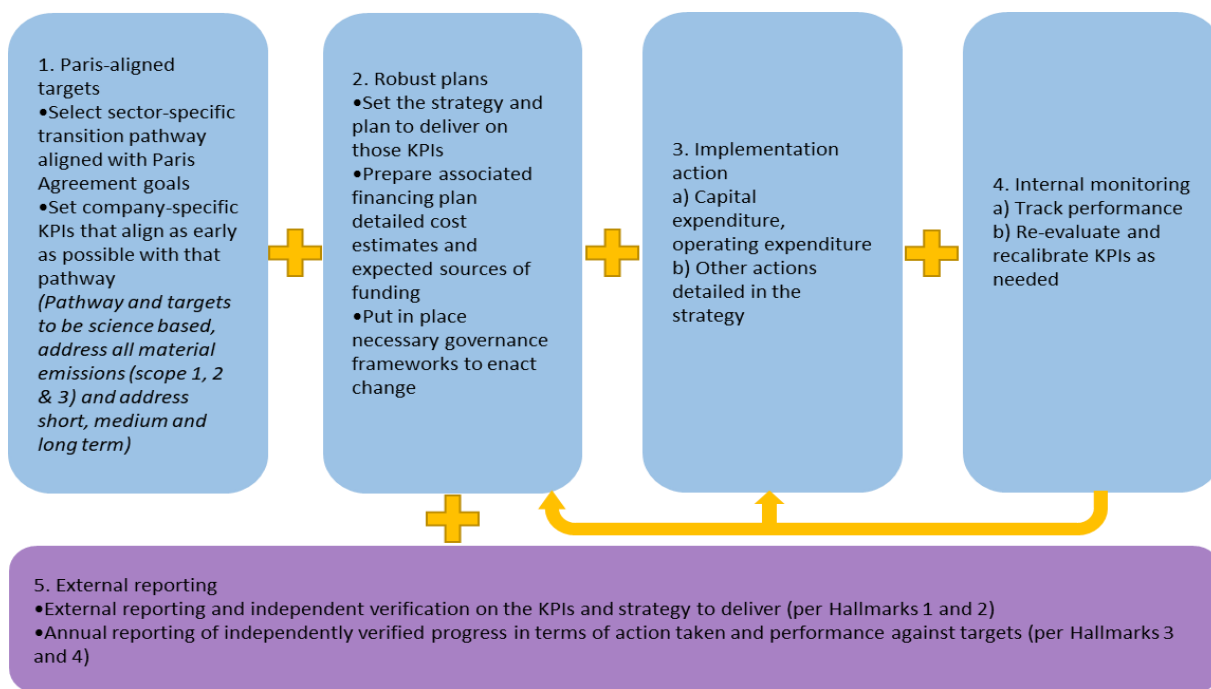 1. Paris-aligned
targets
•Select sector-specific
transition pathway
aligned with Paris
Agreement goals
•Set company-specific
KPIs that align as early
as possible with that
pathway
(Pathway and targets
to be science based,
address all material
emissions (scope 1, 2
& 3) and address
short, medium and
long term)
2. Robust plans
•Set the strategy and
plan to deliver on
those KPIs
•Prepare associated
financing plan
detailed cost
estimates and
expected sources of
funding
•Put in place
necessary governance
frameworks to enact
change
3. Implementation
action
a) Capital
expenditure,
operating expenditure
b) Other actions
detailed in the
strategy
4. Internal monitoring
a) Track performance
b) Re-evaluate and
recalibrate KPIs as
needed
5. External reporting
•External reporting and independent verification on the KPIs and strategy to deliver (per Hallmarks 1 and 2)
•Annual reporting of independently verified progress in terms of action taken and performance against targets (per Hallmarks 3
and 4)